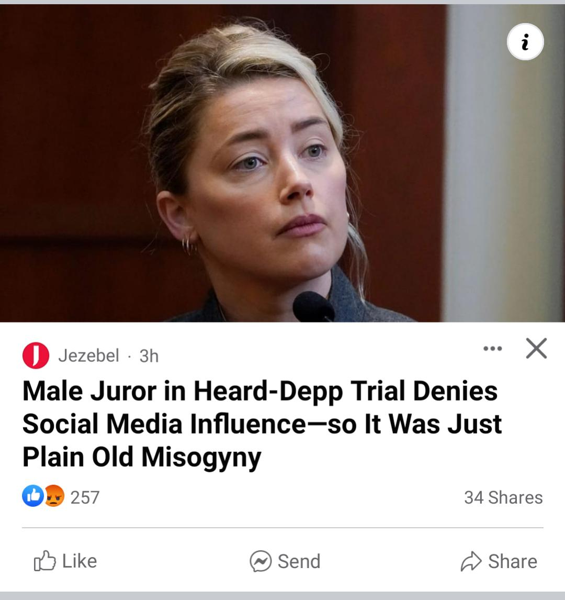 i
Jezebel · 3h
Male Juror in Heard-Depp Trial Denies
Social Media Influence—so It Was Just
Plain Old Misogyny
257
34 Shares
Like
Send
Share